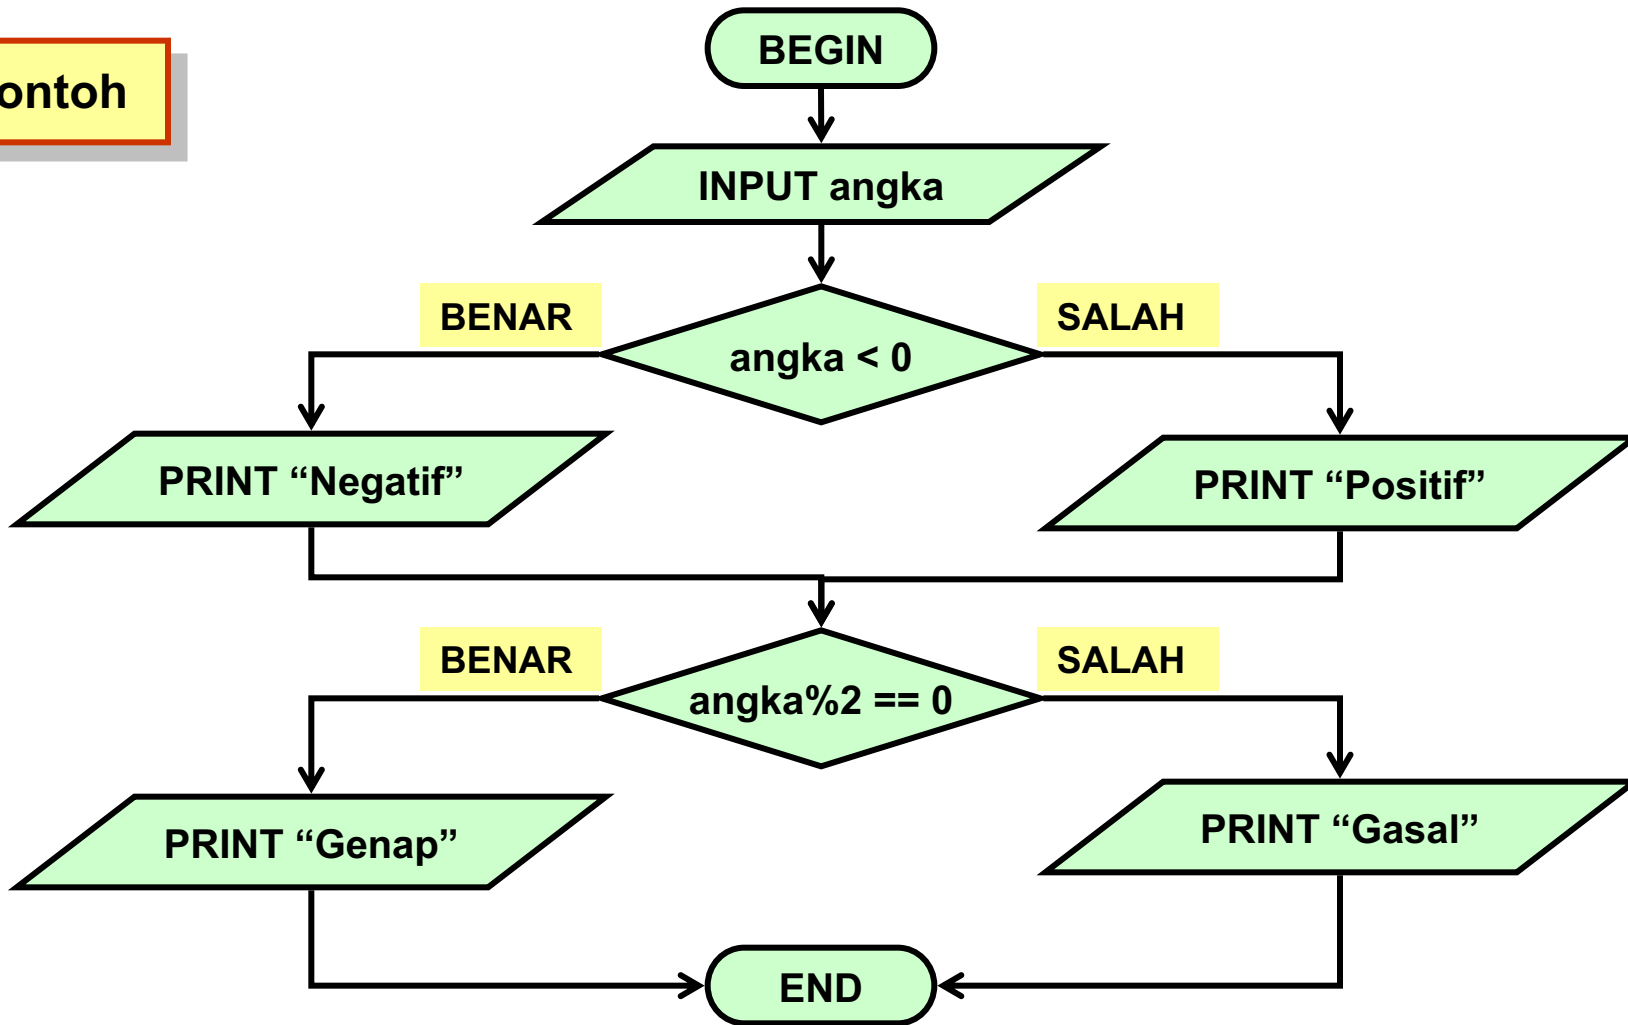 ontoh
BEGIN
INPUT angka
BENAR
SALAH
angka < 0
PRINT “Negatif”
PRINT “Positif”
BENAR
SALAH
angka%2 == 0
PRINT “Genap”
PRINT “Gasal”
END